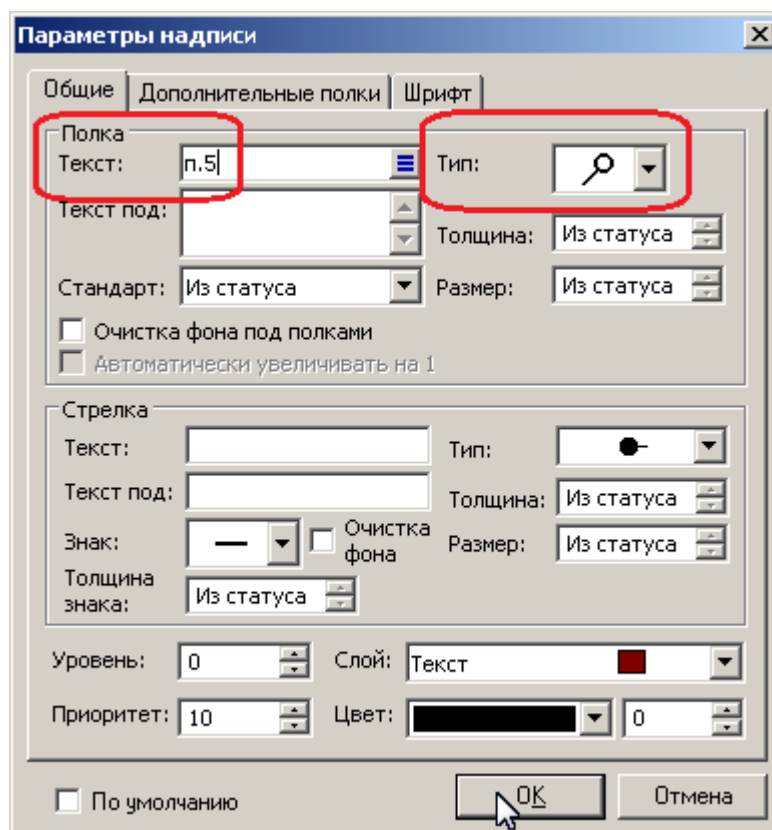 Параметры надписи
Общие Дополнительные полки Шрифт
Полка
Текст: п.5 Тип:
Текст под:
Толщина: Из статуса
Стандарт: Из статуса Размер: Из статуса
Очистка фона под полками
Автоматически увеличивать на 1
Стрелка
Текст: Тип:
Текст под: Толщина: Из статуса
Знак: Очистка фона Размер: Из статуса
Толщина знака: Из статуса
Уровень: 0 Слой: Текст
Приоритет: 10 Цвет: 0
По умолчанию OK Отмена